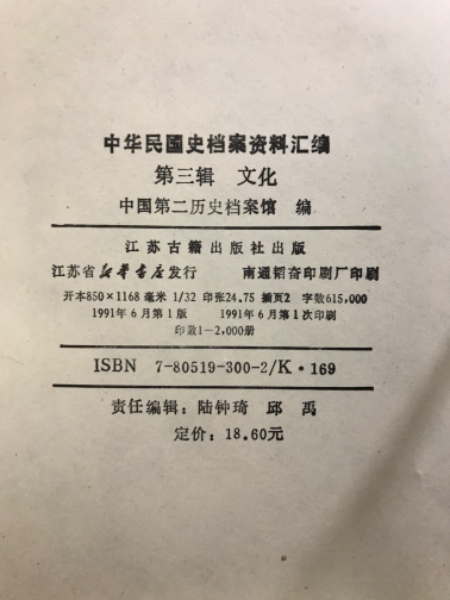 中华民国史档案资料汇编
第三辑 文化
中国第二历史档案馆 编
江苏古籍出版社出版
江苏省新华书店发行 南通韬奋印刷厂印刷
开本850×1168毫米 1/32 印张24.75 插页2 字数615,000
1991年6月第1版 1991年6月第1次印刷
印数1-2,000册
ISBN 7-80519-300-2/K·169
责任编辑：陆钟琦 邱 禹
定价：18.60元